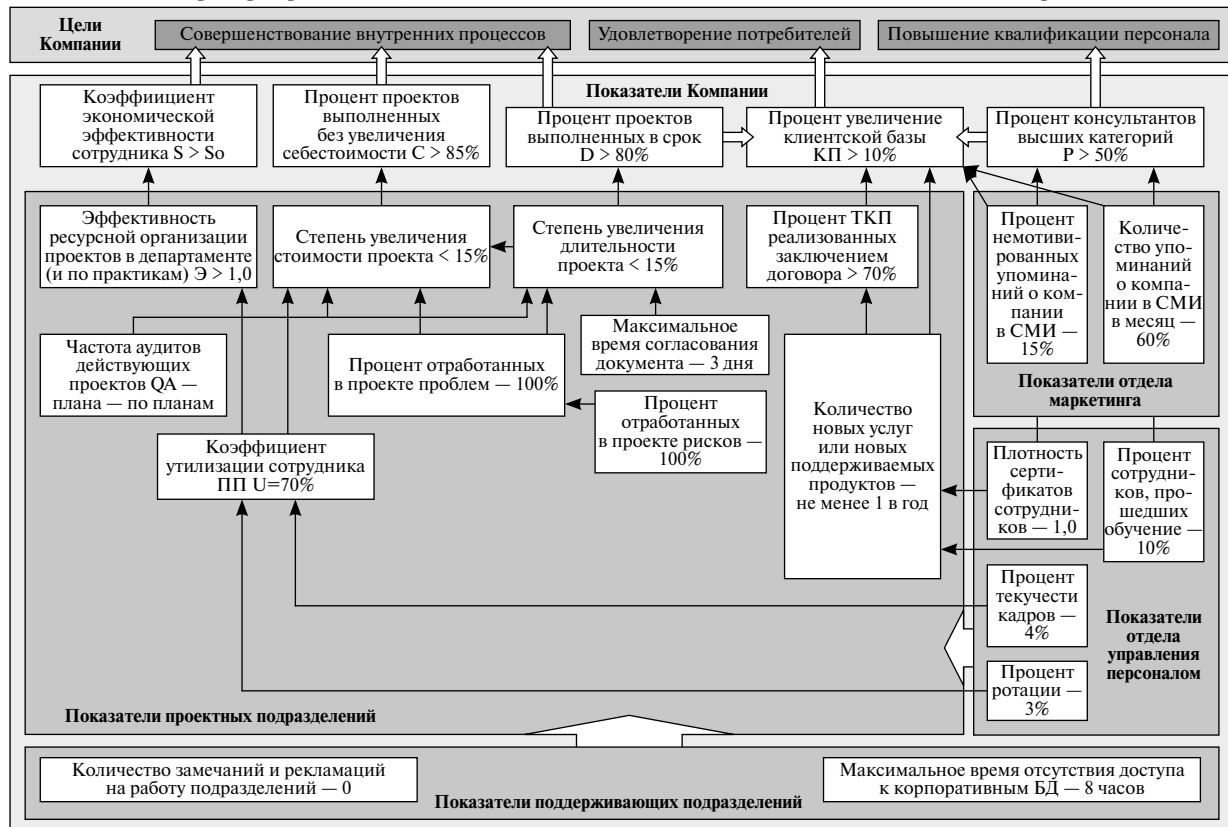 Цели
Компании
Совершенствование внутренних процессов
Удовлетворение потребителей
Повышение квалификации персонала
Показатели Компании
Коэффиициент
экономической
эффективности
сотрудника S > So
Процент проектов
выполненных
без увеличения
себестоимости C > 85%
Процент проектов
выполненных в срок
D > 80%
Процент увеличение
клиентской базы
КП > 10%
Процент консультантов
высших категорий
P > 50%
Эффективность
ресурсной организации
проектов в департаменте
(и по практикам) Э > 1,0
Степень увеличения
стоимости проекта < 15%
Степень увеличения
длительности
проекта < 15%
Процент ТКП
реализованных
заключением
договора > 70%
Процент
немотиви-
рованных
упомина-
ний о ком-
пании
в СМИ —
15%
Количе-
ство упо-
минаний
о компа-
нии в СМИ
в месяц —
60%
Показатели отдела
маркетинга
Частота аудитов
действующих
проектов QA —
плана — по планам
Процент отработанных
в проекте проблем — 100%
Максимальное
время согласования
документа — 3 дня
Процент
отработанных
в проекте рисков —
100%
Количество
новых услуг
или новых
поддерживаемых
продуктов —
не менее 1 в год
Коэффициент
утилизации сотрудника
ПП U=70%
Плотность
серти-
фикатов
сотрудни-
ков — 1,0
Процент
сотрудни-
ков, про-
шедших
обучение —
10%
Процент
текучести
кадров —
4%
Процент
ротации —
3%
Показатели
отдела
управления
персоналом
Показатели проектных подразделений
Количество замечаний и рекламаций
на работу подразделений — 0
Максимальное время отсутствия доступа
к корпоративным БД — 8 часов
Показатели поддерживающих подразделений